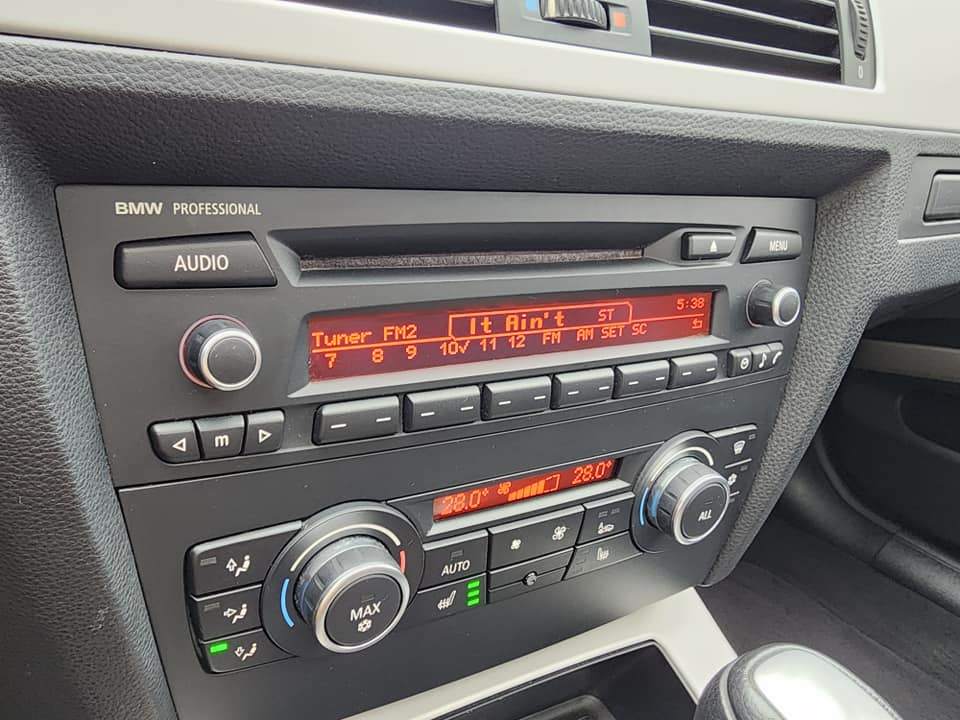 BMW PROFESSIONAL
AUDIO
MENU
It Ain't ST 5:38
Tuner FM2
7 8 9 10√ 11 12 FM AM SET SC
m
28.0° 28.0°
AUTO
MAX
ALL